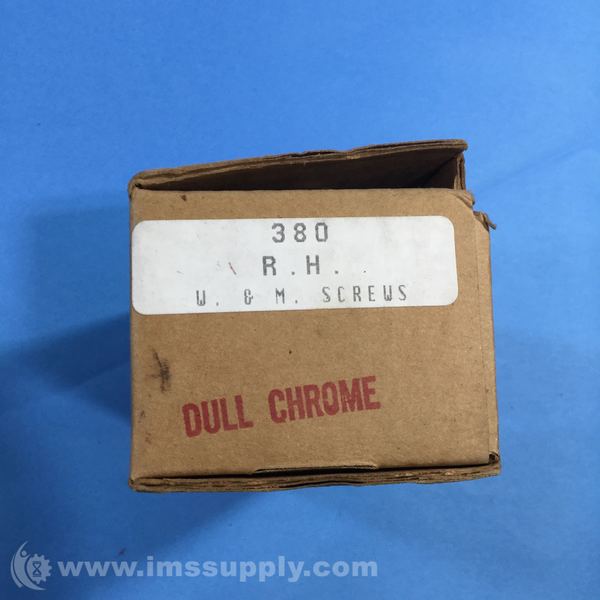 380
R.H.
W. & M. SCREWS
DULL CHROME
www.imssupply.com